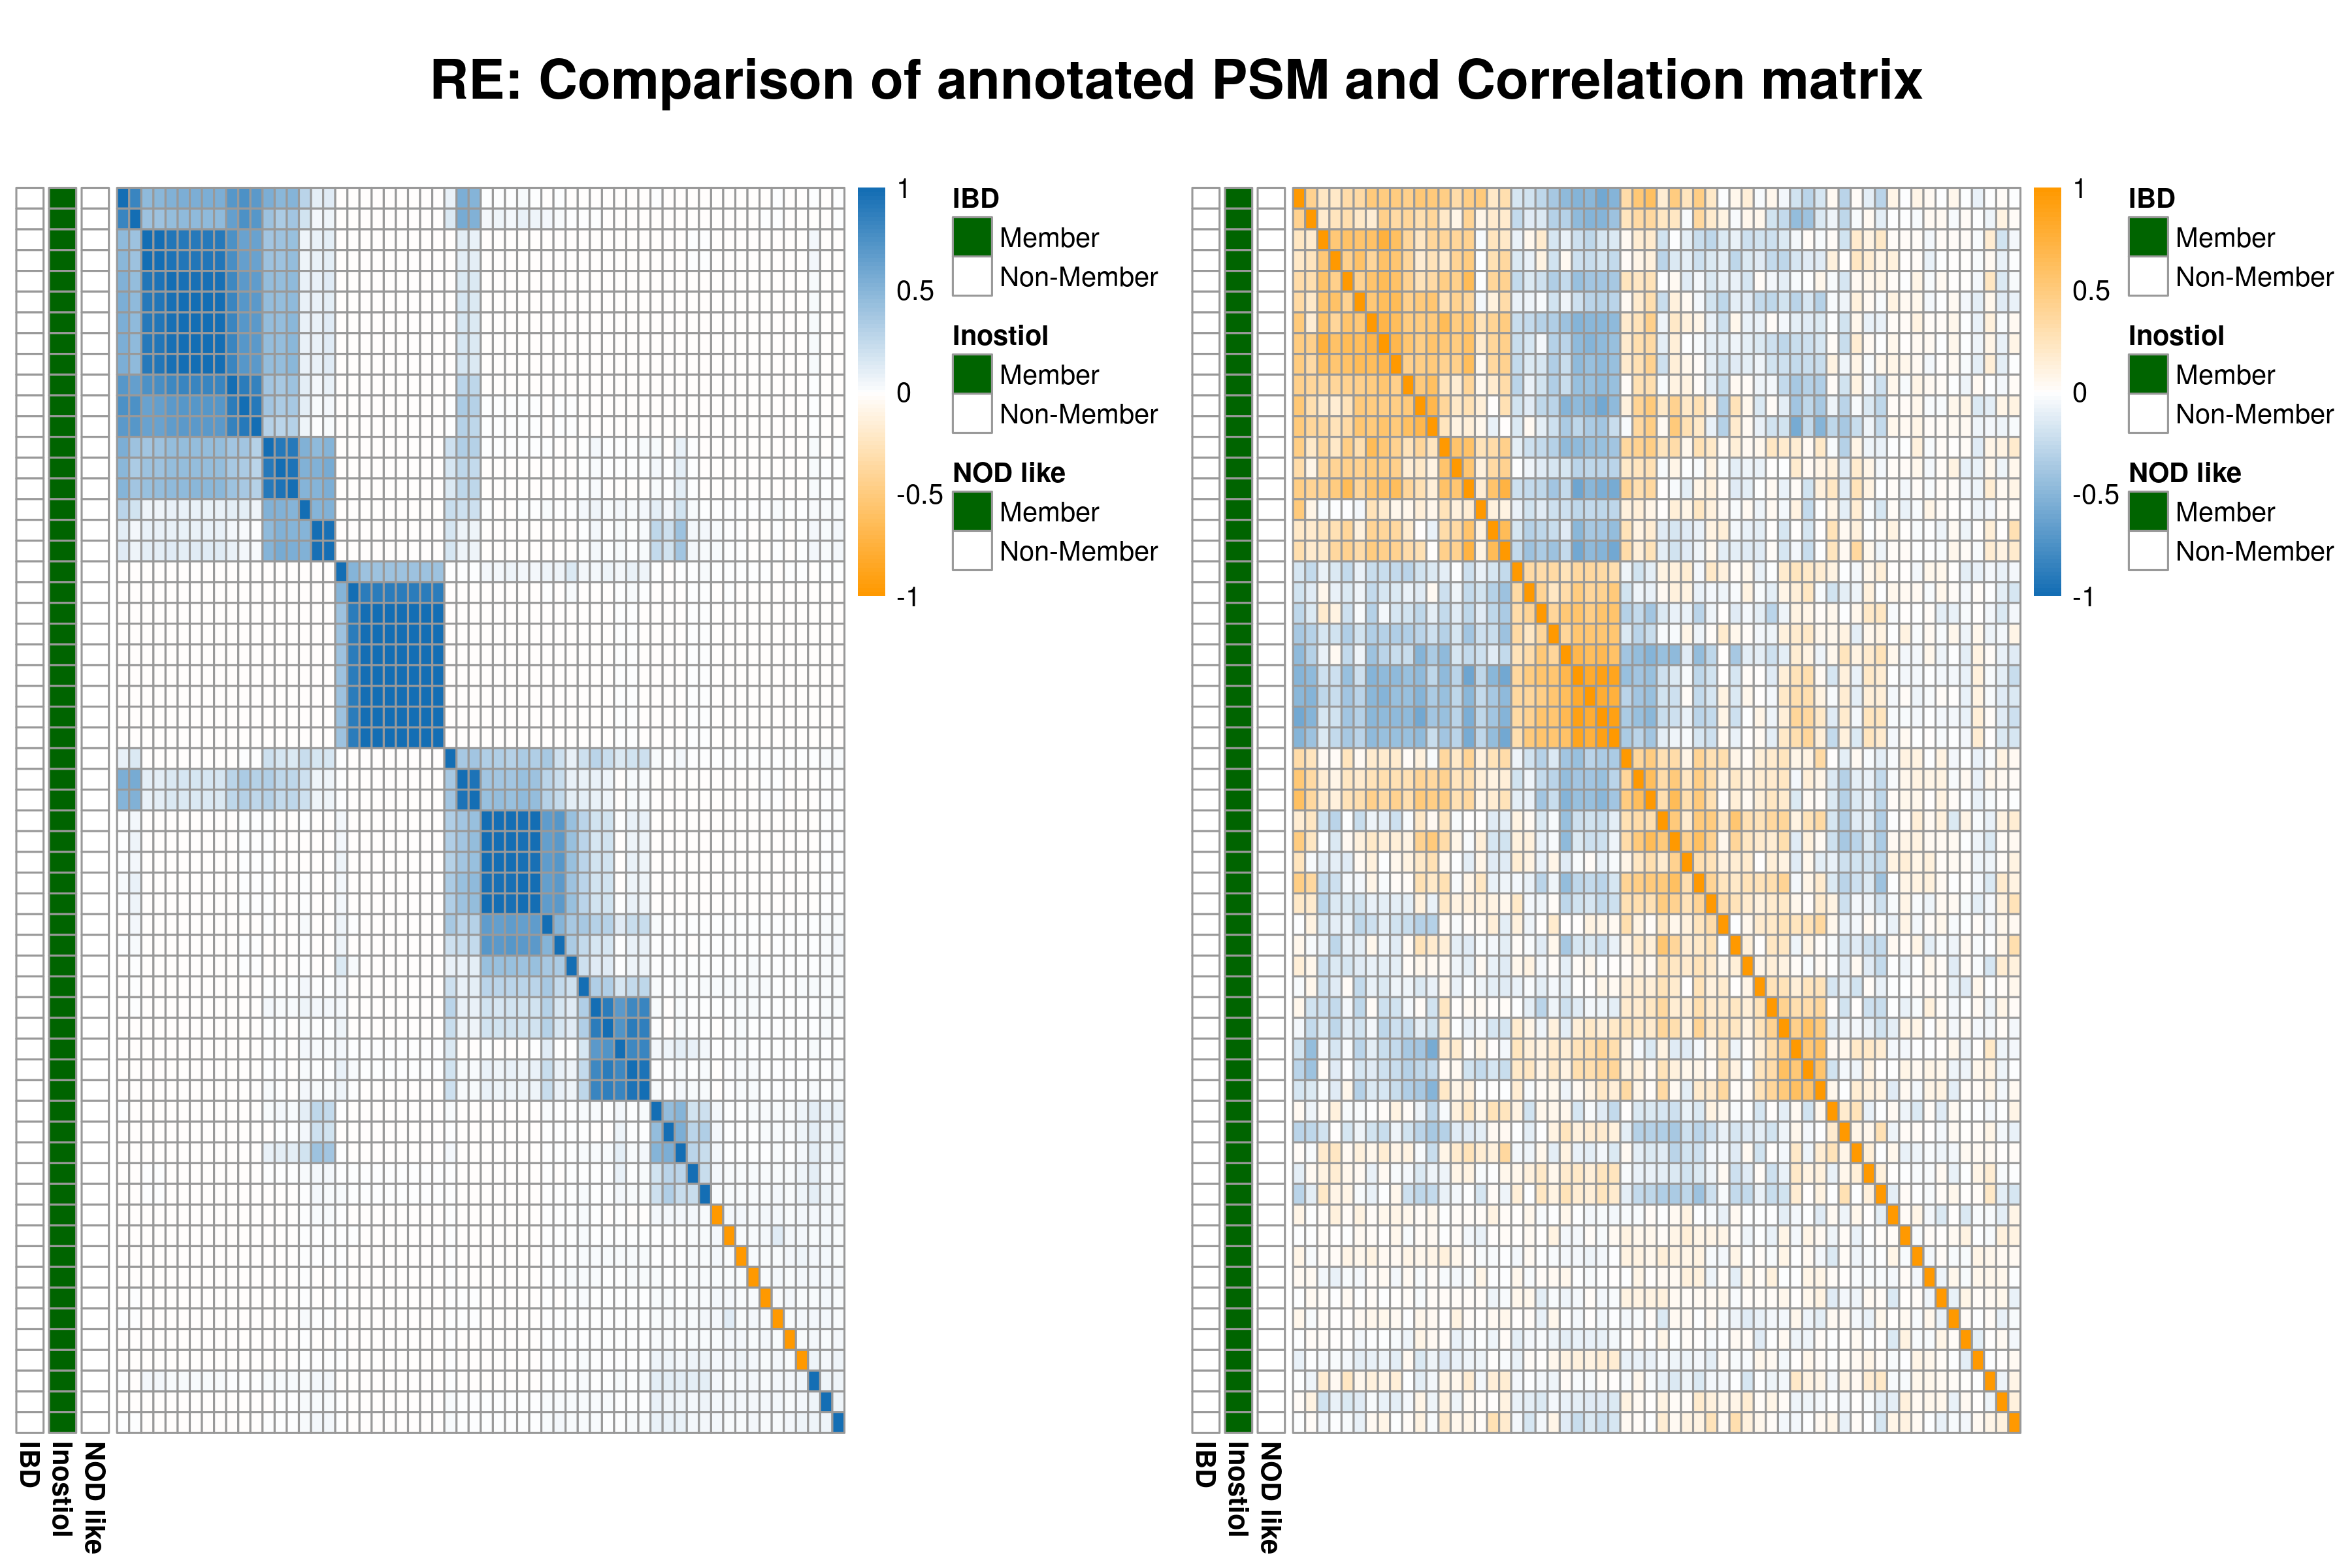 RE: Comparison of annotated PSM and Correlation matrix
1
0.5
0
-0.5
-1
IBD
Member
Non-Member
Inostiol
Member
Non-Member
NOD like
Member
Non-Member
IBD
Inostiol
NOD like
1
0.5
0
-0.5
-1
IBD
Member
Non-Member
Inostiol
Member
Non-Member
NOD like
Member
Non-Member
IBD
Inostiol
NOD like